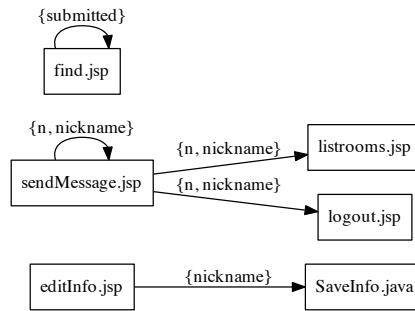 {submitted}
find.jsp
{n, nickname}
sendMessage.jsp
{n, nickname}
listrooms.jsp
{n, nickname}
logout.jsp
editInfo.jsp
{nickname}
SaveInfo.java